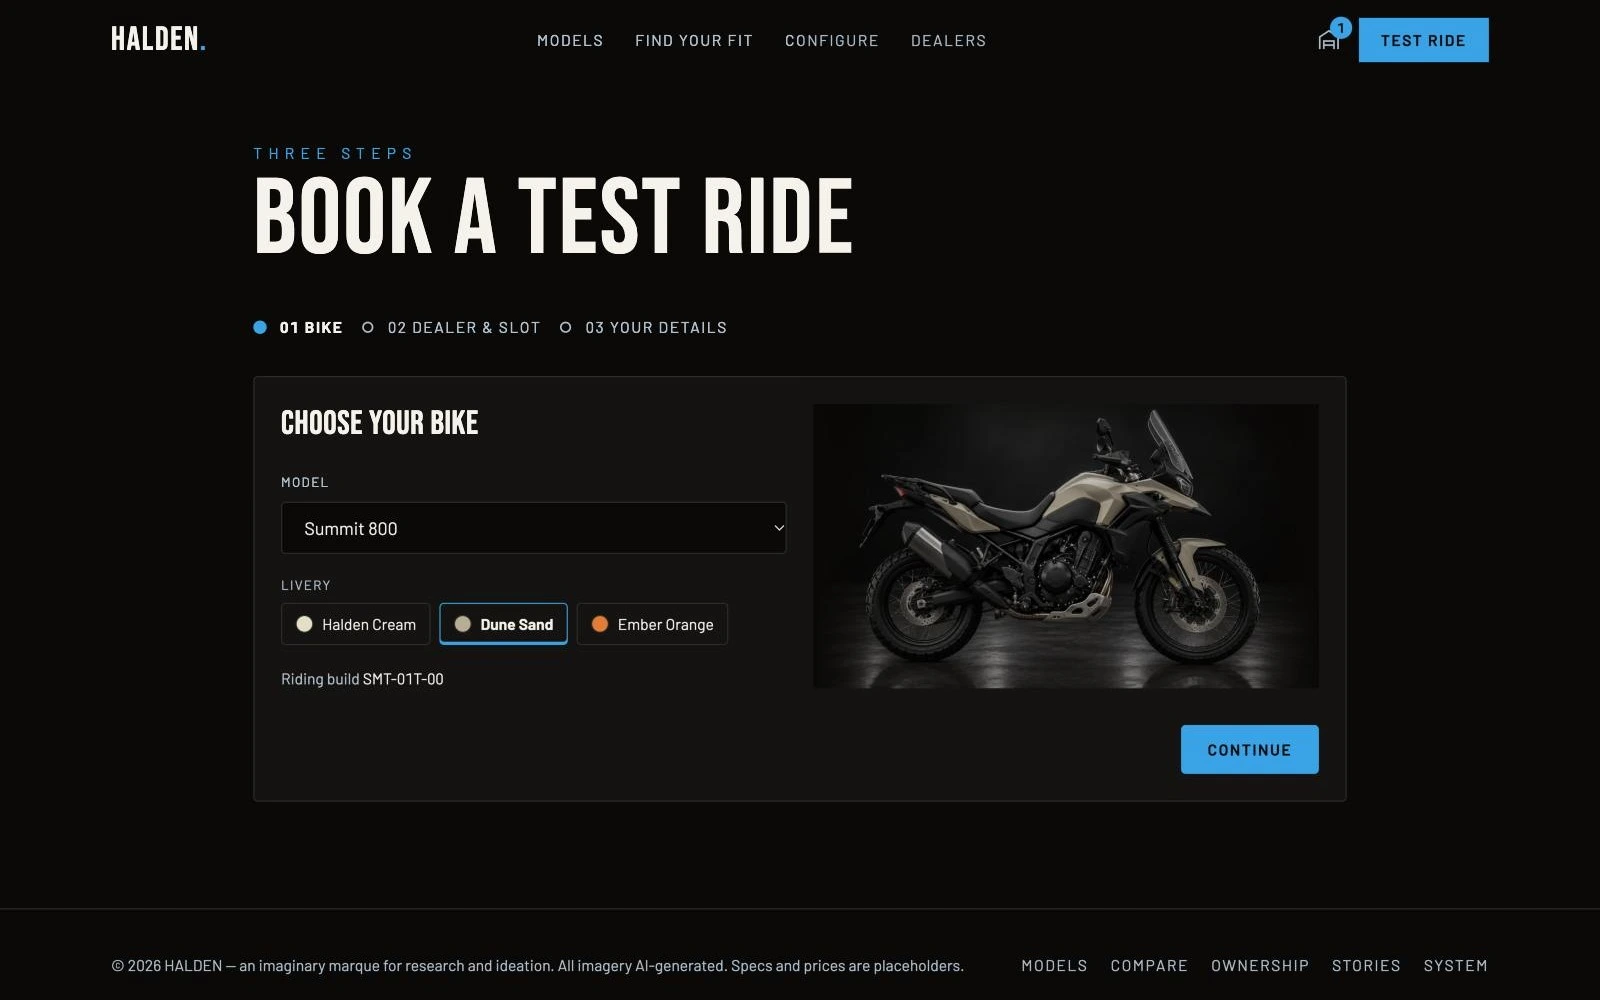 HALDEN.
MODELS FIND YOUR FIT CONFIGURE DEALERS
1
TEST RIDE
THREE STEPS
BOOK A TEST RIDE
01 BIKE 02 DEALER & SLOT 03 YOUR DETAILS
CHOOSE YOUR BIKE
MODEL
Summit 800
LIVERY
Halden Cream Dune Sand Ember Orange
Riding build SMT-01T-00
CONTINUE
© 2026 HALDEN — an imaginary marque for research and ideation. All imagery AI-generated. Specs and prices are placeholders.
MODELS COMPARE OWNERSHIP STORIES SYSTEM